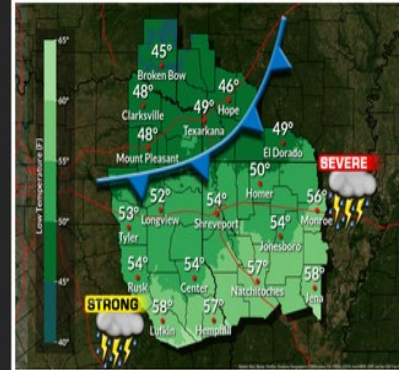 65°
60°
55°
50°
45°
40°
Low Temperature (F)
45°
Broken Bow
48°
Clarksville
46°
Hope
49°
Texarkana
48°
Mount Pleasant
49°
El Dorado
SEVERE
50°
Homer
52°
Longview
54°
Shreveport
56°
Monroe
53°
Tyler
54°
Jonesboro
54°
Rusk
54°
Center
57°
Natchitoches
58°
Jena
STRONG
58°
Lufkin
57°
Hemphill